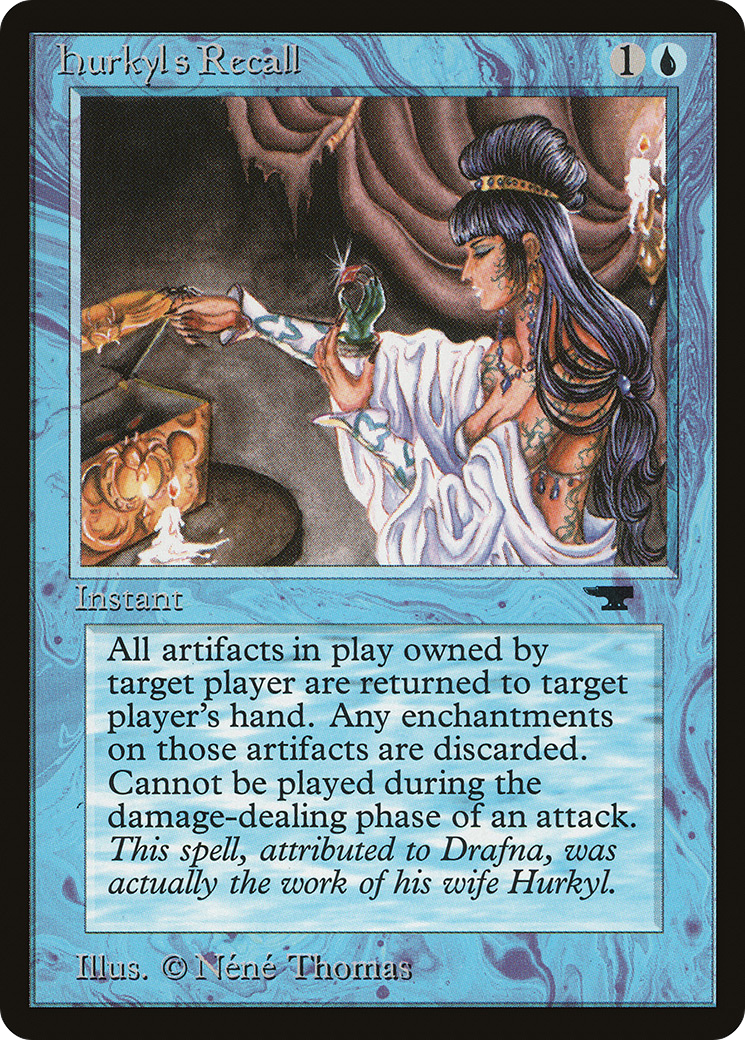 Hurkyl's Recall 1
Instant
All artifacts in play owned by
target player are returned to target
player's hand. Any enchantments
on those artifacts are discarded.
Cannot be played during the
damage-dealing phase of an attack.
This spell, attributed to Drafna, was
actually the work of his wife Hurkyl.
Illus. © Néné Thomas